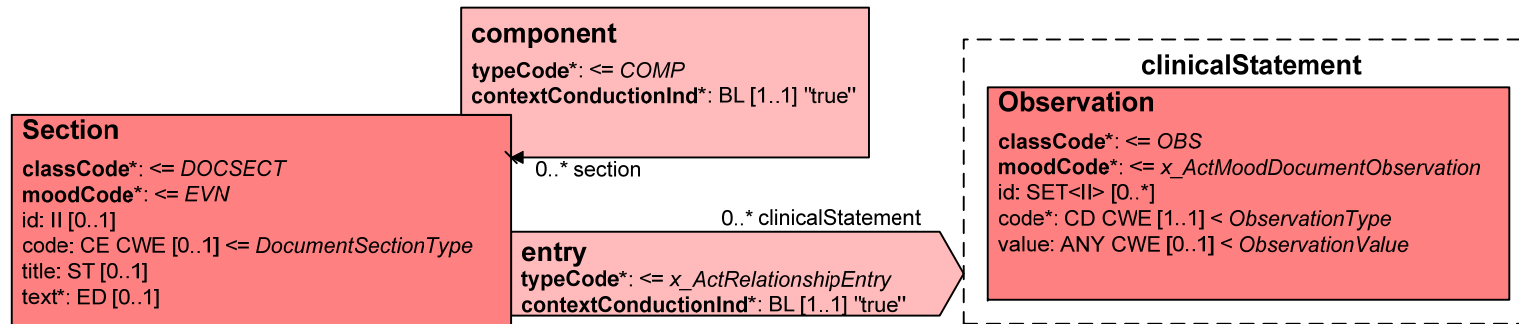 component
typeCode*: <= COMP
contextConductionInd*: BL [1..1] "true"
Section
classCode*: <= DOCSECT
moodCode*: <= EVN
id: II [0..1]
code: CE CWE [0..1] <= DocumentSectionType
title: ST [0..1]
text*: ED [0..1]
0..* section
0..* clinicalStatement
entry
typeCode*: <= x_ActRelationshipEntry
contextConductionInd*: BL [1..1] "true"
clinicalStatement
Observation
classCode*: <= OBS
moodCode*: <= x_ActMoodDocumentObservation
id: SET<II> [0..*]
code*: CD CWE [1..1] < ObservationType
value: ANY CWE [0..1] < ObservationValue